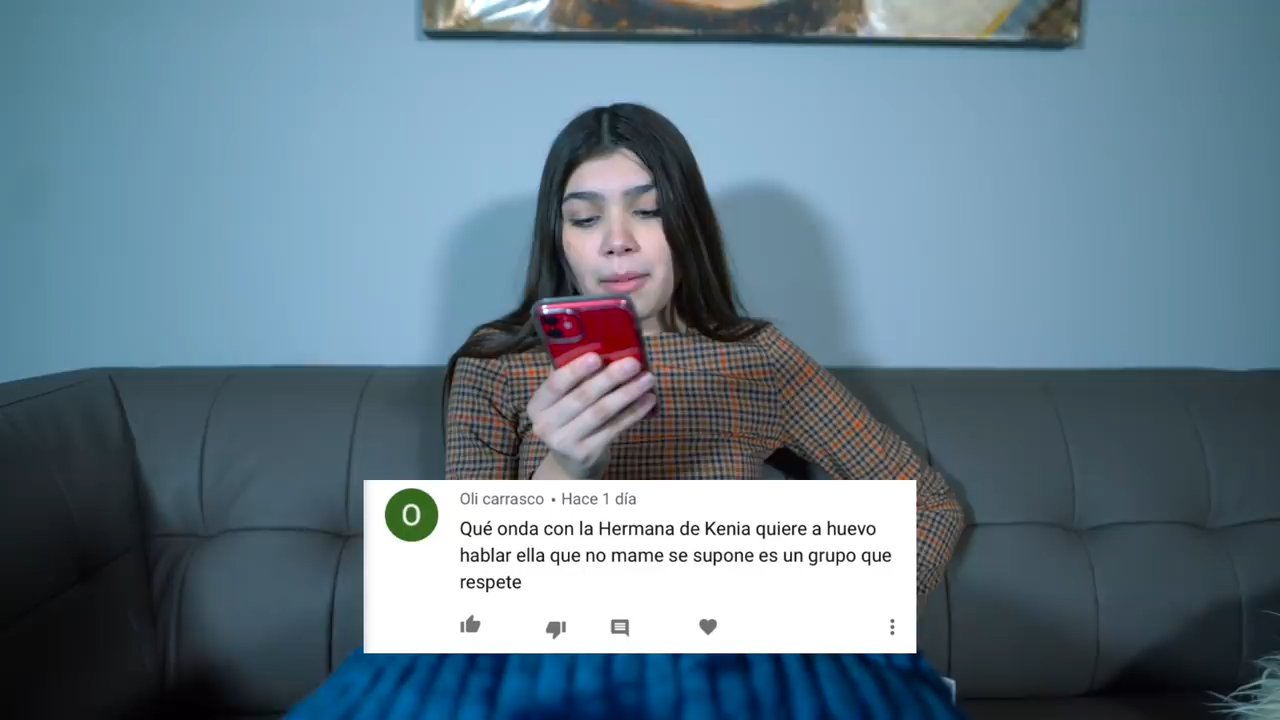 O
Oli carrasco • Hace 1 día
Qué onda con la Hermana de Kenia quiere a huevo
hablar ella que no mame se supone es un grupo que
respete